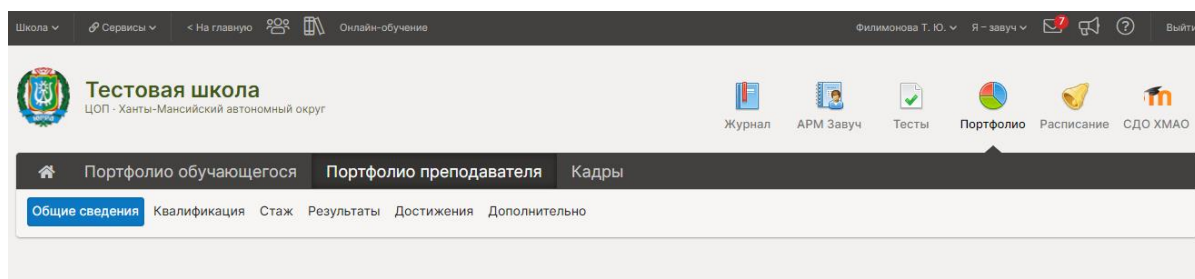 Школа Сервисы < На главную Онлайн-обучение Филимонова Т. Ю. Я - завуч 7 Выйти
Тестовая школа
ЦОП - Ханты-Мансийский автономный округ
Журнал АРМ Завуч Тесты Портфолио Расписание СДО ХМАО
Портфолио обучающегося Портфолио преподавателя Кадры
Общие сведения Квалификация Стаж Результаты Достижения Дополнительно